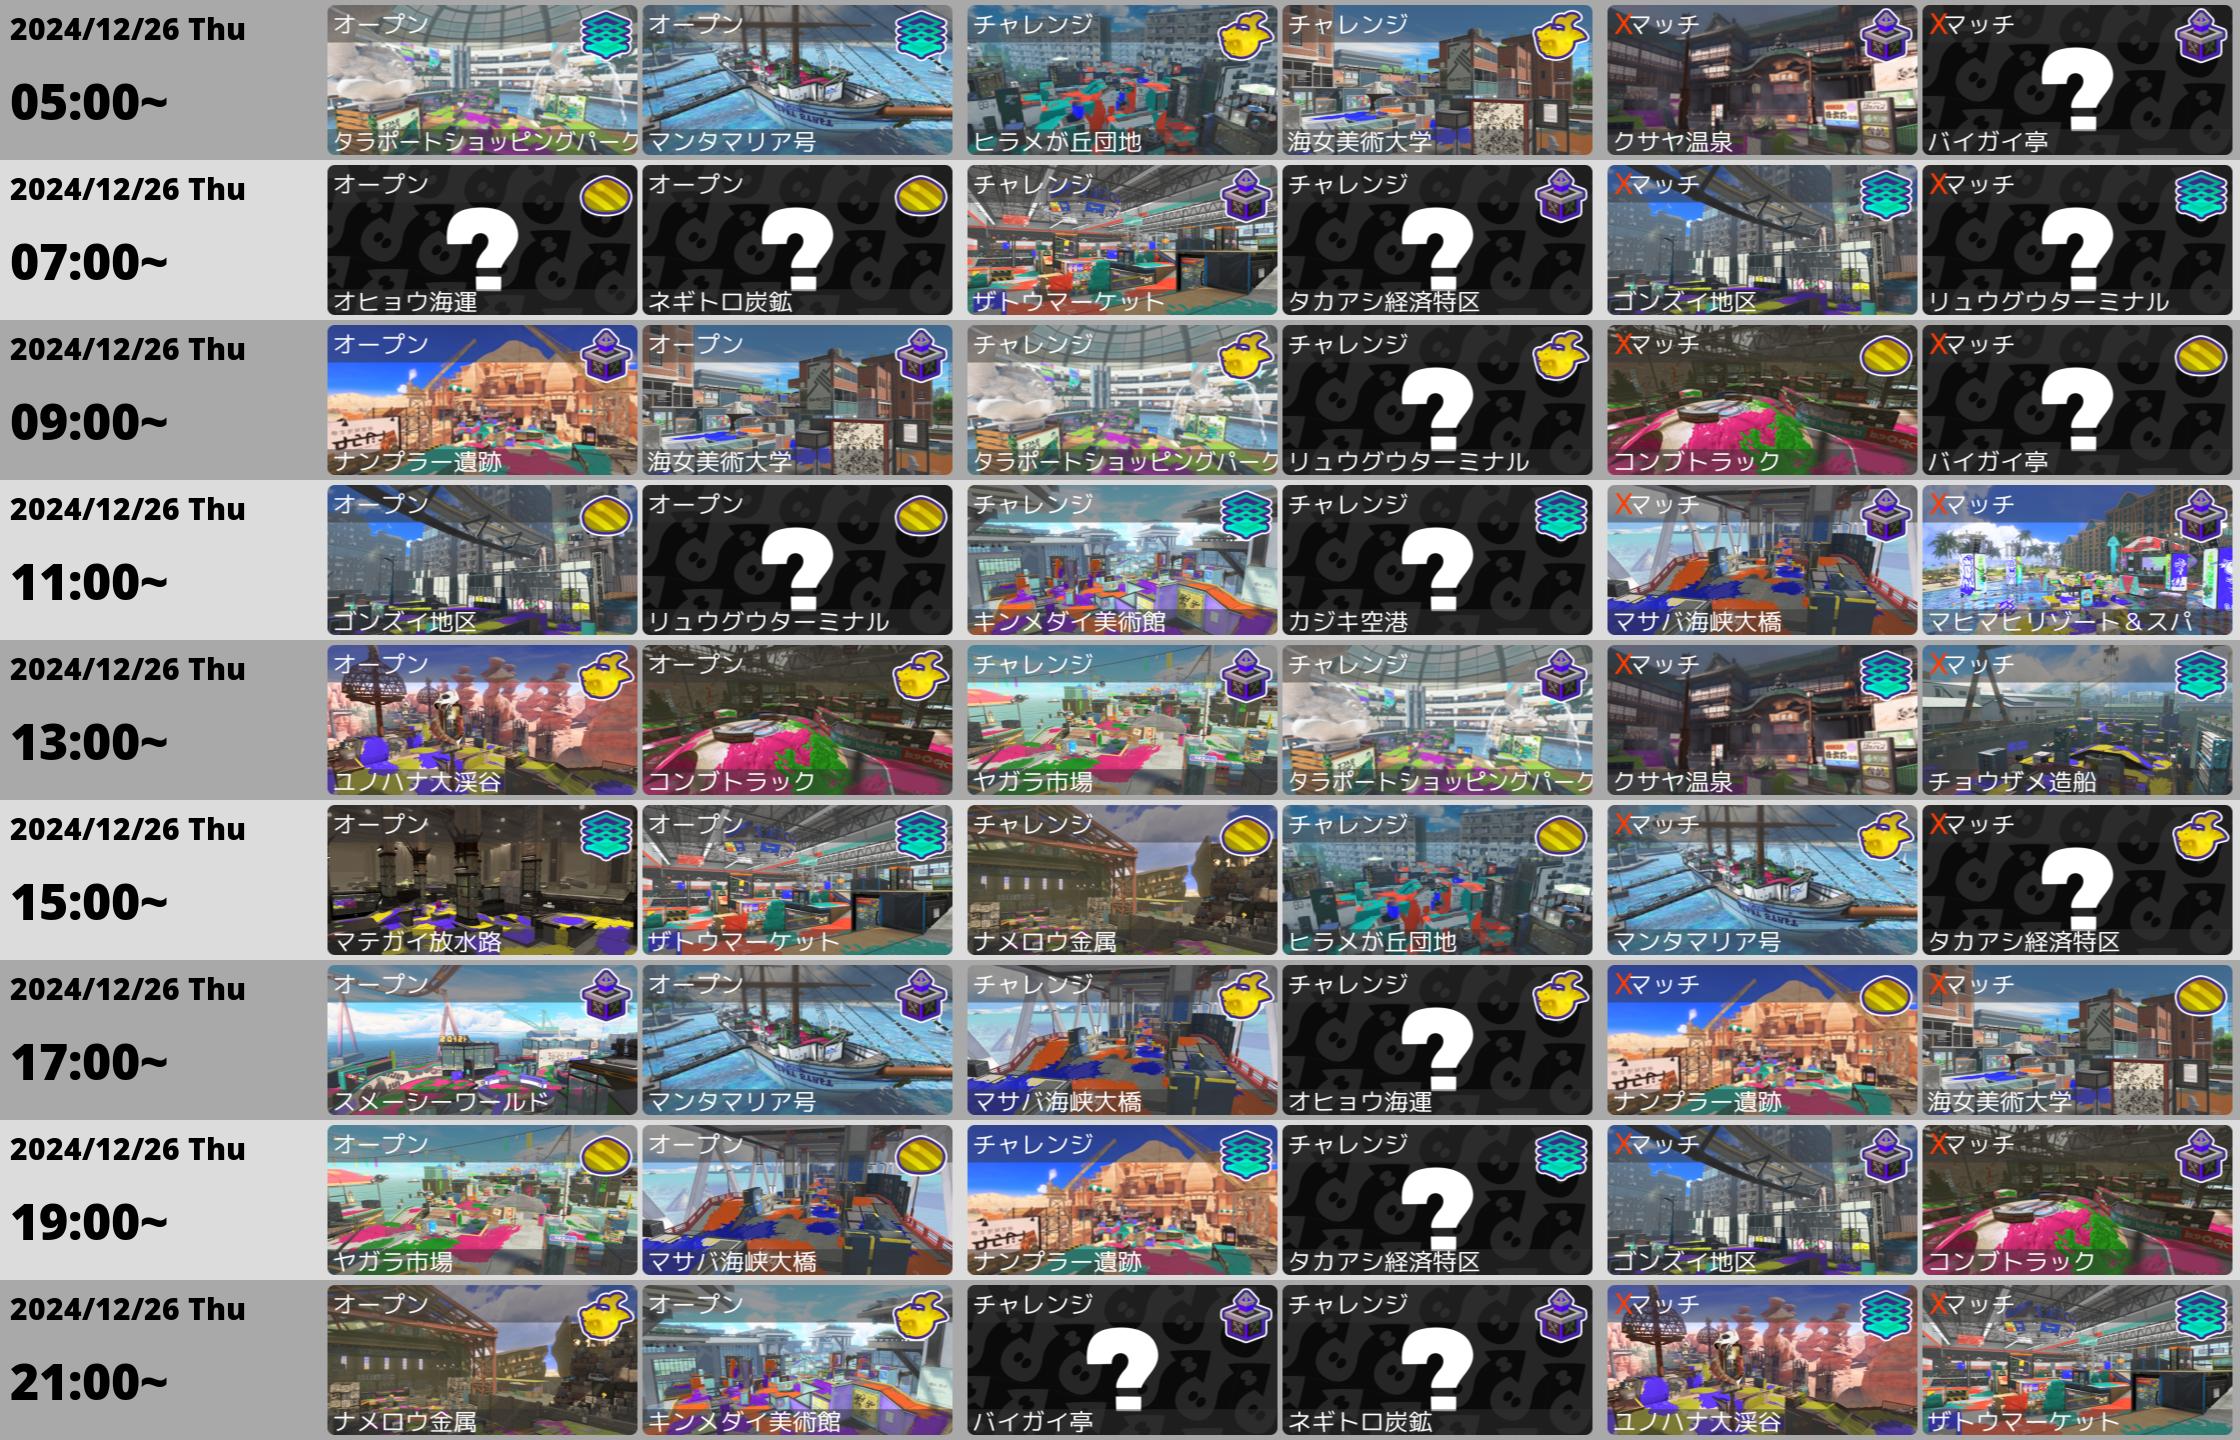 2024/12/26 Thu
05:00~
オープン
タラポートショッピングパーク
オープン
マンタマリア号
チャレンジ
ヒラメが丘団地
チャレンジ
海女美術大学
Xマッチ
クサヤ温泉
Xマッチ
?
バイガイ亭
2024/12/26 Thu
07:00~
オープン
?
オヒョウ海運
オープン
?
ネギトロ炭鉱
チャレンジ
ザトウマーケット
チャレンジ
?
タカアシ経済特区
Xマッチ
ゴンズイ地区
Xマッチ
?
リュウグウターミナル
2024/12/26 Thu
09:00~
オープン
ナンプラー遺跡
オープン
海女美術大学
チャレンジ
タラポートショッピングパーク
チャレンジ
?
リュウグウターミナル
Xマッチ
コンブトラック
Xマッチ
?
バイガイ亭
2024/12/26 Thu
11:00~
オープン
ゴンズイ地区
オープン
?
リュウグウターミナル
チャレンジ
キンメダイ美術館
チャレンジ
?
カジキ空港
Xマッチ
マサバ海峡大橋
Xマッチ
マヒマヒリゾート＆スパ
2024/12/26 Thu
13:00~
オープン
ユノハナ大渓谷
オープン
コンブトラック
チャレンジ
ヤガラ市場
チャレンジ
タラポートショッピングパーク
Xマッチ
クサヤ温泉
Xマッチ
チョウザメ造船
2024/12/26 Thu
15:00~
オープン
マテガイ放水路
オープン
ザトウマーケット
チャレンジ
ナメロウ金属
チャレンジ
ヒラメが丘団地
Xマッチ
マンタマリア号
Xマッチ
?
タカアシ経済特区
2024/12/26 Thu
17:00~
オープン
スメーシーワールド
オープン
マンタマリア号
チャレンジ
マサバ海峡大橋
チャレンジ
?
オヒョウ海運
Xマッチ
ナンプラー遺跡
Xマッチ
海女美術大学
2024/12/26 Thu
19:00~
オープン
ヤガラ市場
オープン
マサバ海峡大橋
チャレンジ
ナンプラー遺跡
チャレンジ
?
タカアシ経済特区
Xマッチ
ゴンズイ地区
Xマッチ
コンブトラック
2024/12/26 Thu
21:00~
オープン
ナメロウ金属
オープン
キンメダイ美術館
チャレンジ
?
バイガイ亭
チャレンジ
?
ネギトロ炭鉱
Xマッチ
ユノハナ大渓谷
Xマッチ
ザトウマーケット